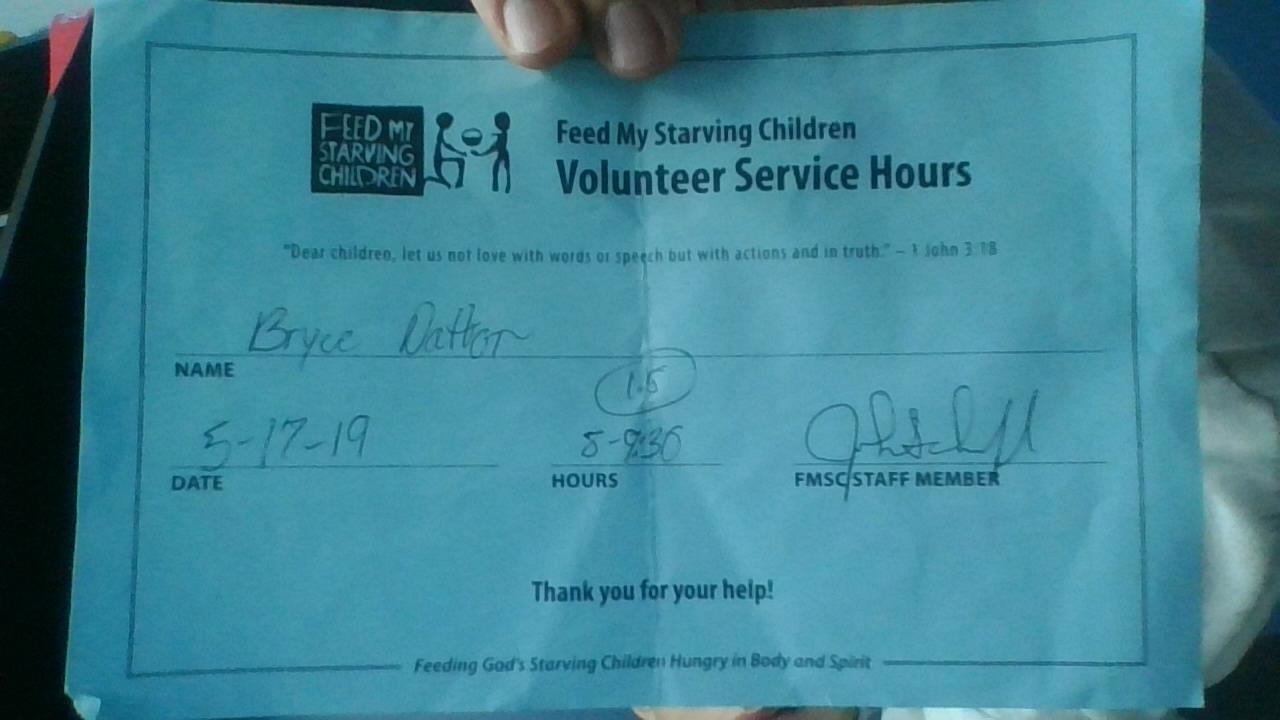 FEED MY
STARVING
CHILDREN
Feed My Starving Children
Volunteer Service Hours
"Dear children, let us not love with words or speech but with actions and in truth." – 1 John 3:18
Bryce Dattor
NAME
1.5
5-17-19
8-9:30
DATE
HOURS
FMSC STAFF MEMBER
Thank you for your help!
Feeding God's Starving Children Hungry in Body and Spirit